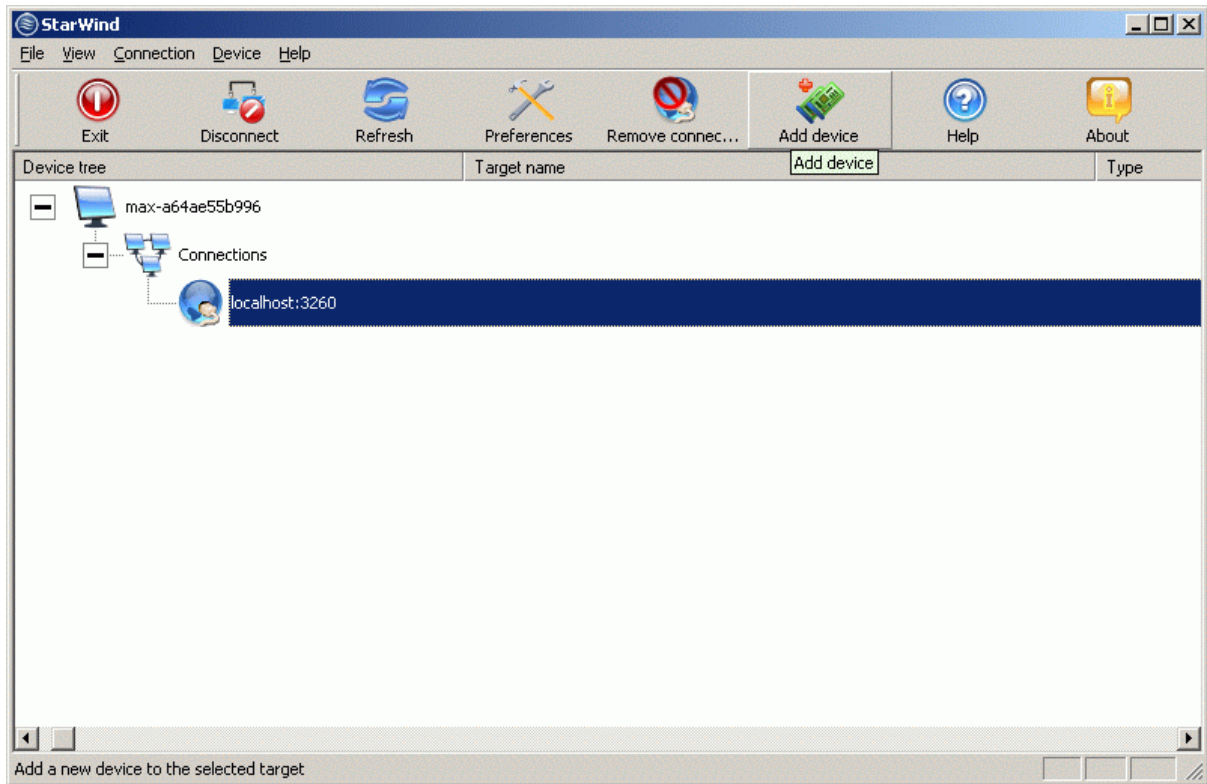 StarWind
File View Connection Device Help
Exit Disconnect Refresh Preferences Remove connec... Add device Help About
Device tree Target name Add device Type
max-a64ae55b996
Connections
localhost:3260
Add a new device to the selected target